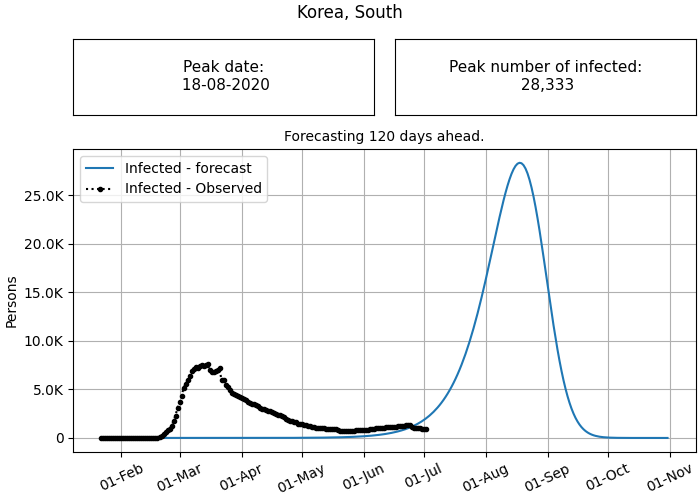 Korea, South
Peak date:
18-08-2020
Peak number of infected:
28,333
Forecasting 120 days ahead.
Infected - forecast
Infected - Observed
Persons
25.0K
20.0K
15.0K
10.0K
5.0K
0
01-Feb
01-Mar
01-Apr
01-May
01-Jun
01-Jul
01-Aug
01-Sep
01-Oct
01-Nov